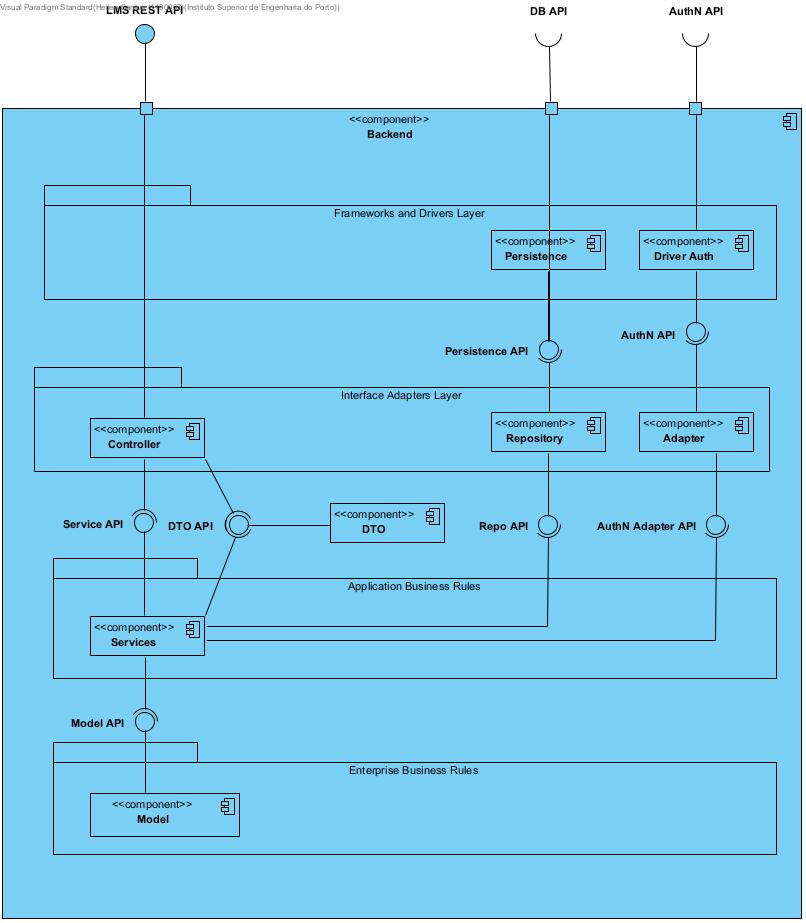 Visual Paradigm Standard(Hel (Instituto Superior de Engenharia do Porto))
LMS REST API
DB API
AuthN API
<<component>>
Backend
Frameworks and Drivers Layer
<<component>>
Persistence
<<component>>
Driver Auth
AuthN API
Persistence API
Interface Adapters Layer
<<component>>
Controller
<<component>>
Repository
<<component>>
Adapter
Service API
DTO API
<<component>>
DTO
Repo API
AuthN Adapter API
Application Business Rules
<<component>>
Services
Model API
Enterprise Business Rules
<<component>>
Model